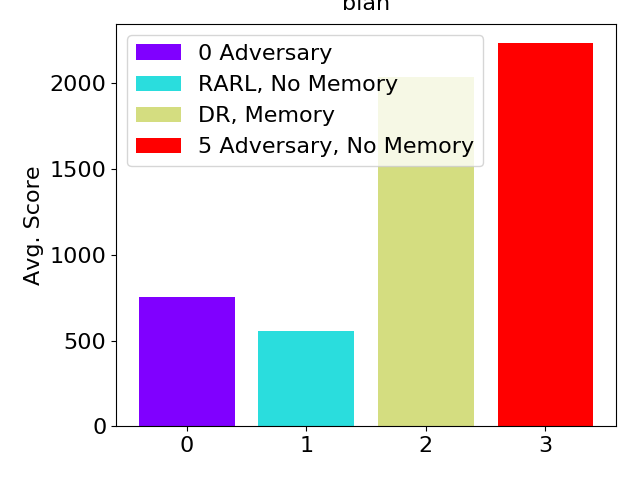 blah
0 Adversary
RARL, No Memory
DR, Memory
5 Adversary, No Memory
Avg. Score
2000
1500
1000
500
0
0 1 2 3